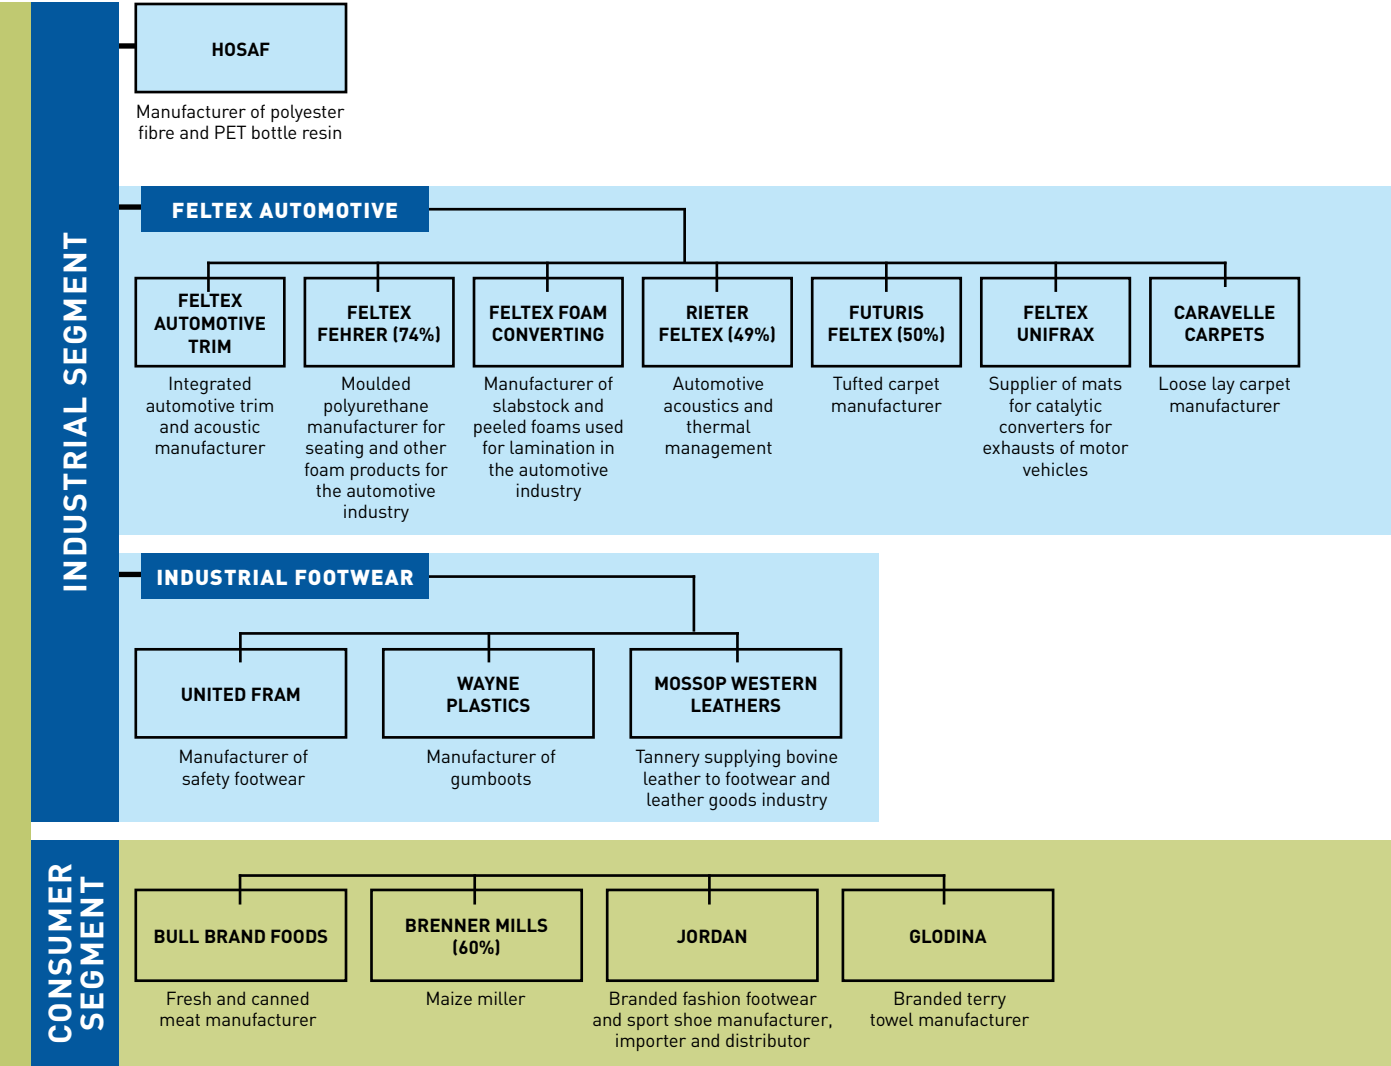 INDUSTRIAL SEGMENT
HOSAF
Manufacturer of polyester
fibre and PET bottle resin
FELTEX AUTOMOTIVE
FELTEX
AUTOMOTIVE
TRIM
Integrated
automotive trim
and acoustic
manufacturer
FELTEX
FEHRER (74%)
Moulded
polyurethane
manufacturer for
seating and other
foam products for
the automotive
industry
FELTEX FOAM
CONVERTING
Manufacturer of
slabstock and
peeled foams used
for lamination in
the automotive
industry
RIETER
FELTEX (49%)
Automotive
acoustics and
thermal
management
FUTURIS
FELTEX (50%)
Tufted carpet
manufacturer
FELTEX
UNIFRAX
Supplier of mats
for catalytic
converters for
exhausts of motor
vehicles
CARAVELLE
CARPETS
Loose lay carpet
manufacturer
INDUSTRIAL FOOTWEAR
UNITED FRAM
Manufacturer of
safety footwear
WAYNE
PLASTICS
Manufacturer of
gumboots
MOSSOP WESTERN
LEATHERS
Tannery supplying bovine
leather to footwear and
leather goods industry
CONSUMER
SEGMENT
BULL BRAND FOODS
Fresh and canned
meat manufacturer
BRENNER MILLS
(60%)
Maize miller
JORDAN
Branded fashion footwear
and sport shoe manufacturer,
importer and distributor
GLODINA
Branded terry
towel manufacturer